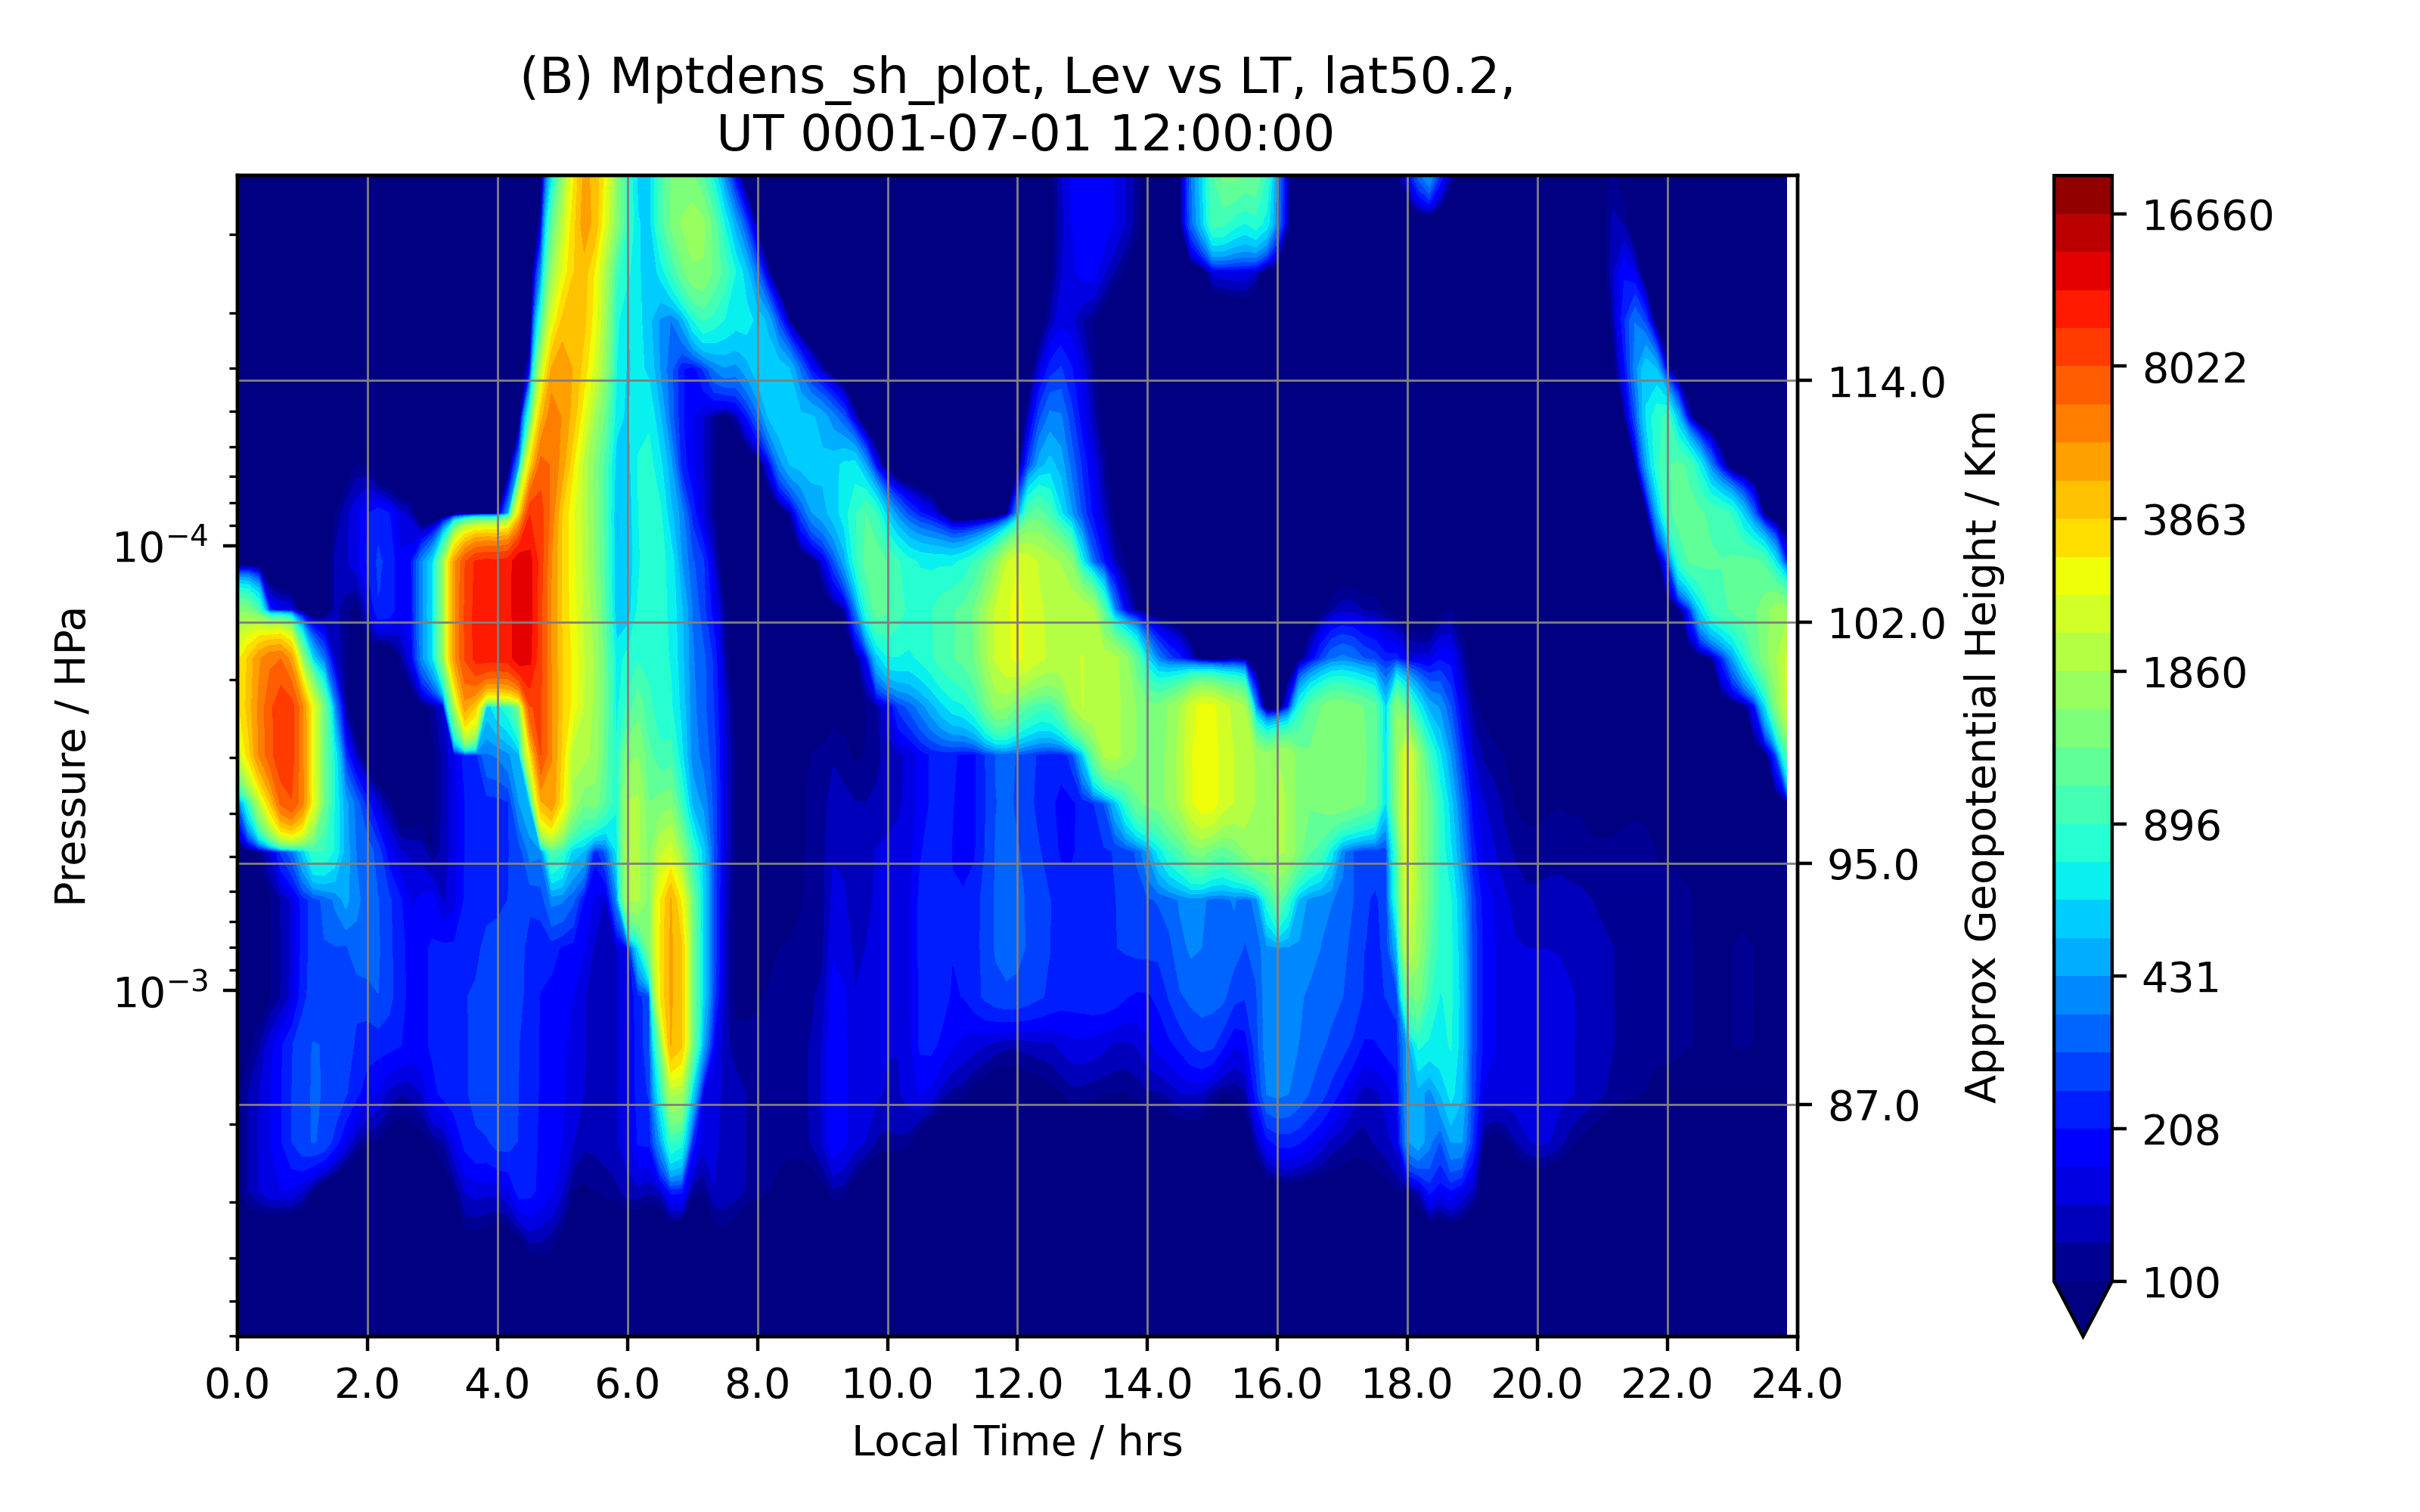 (B) Mptdens_sh_plot, Lev vs LT, lat50.2,
UT 0001-07-01 12:00:00
Pressure / HPa
10⁻⁴
10⁻³
0.0 2.0 4.0 6.0 8.0 10.0 12.0 14.0 16.0 18.0 20.0 22.0 24.0
Local Time / hrs
114.0
102.0
95.0
87.0
Approx Geopotential Height / Km
16660
8022
3863
1860
896
431
208
100